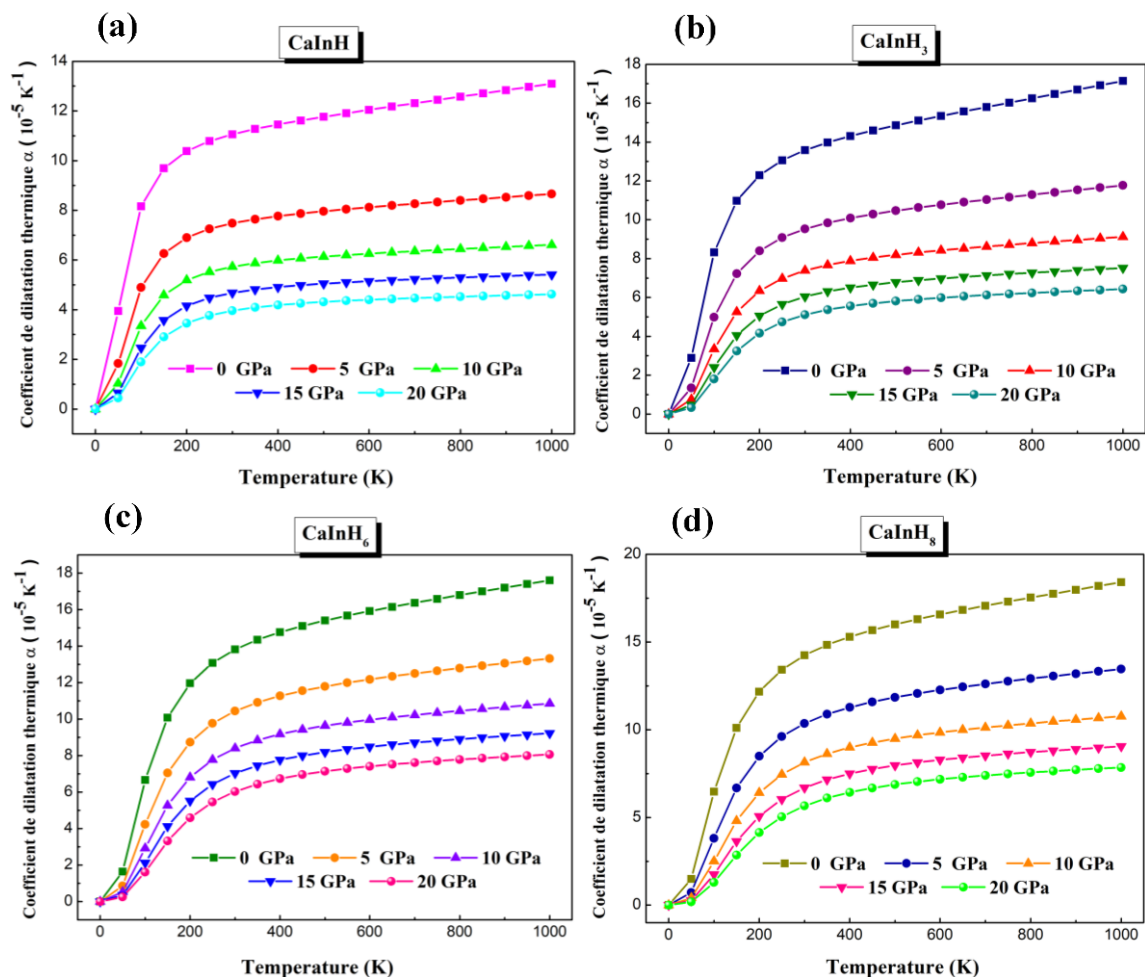 (a)
CaInH
Coefficient de dilatation thermique α ( 10⁻⁵ K⁻¹ )
14
12
10
8
6
4
2
0
0 GPa 5 GPa 10 GPa
15 GPa 20 GPa
0 200 400 600 800 1000
Temperature (K)
(b)
CaInH₃
Coefficient de dilatation thermique α ( 10⁻⁵ K⁻¹ )
18
16
14
12
10
8
6
4
2
0
0 GPa 5 GPa 10 GPa
15 GPa 20 GPa
0 200 400 600 800 1000
Temperature (K)
(c)
CaInH₆
Coefficient de dilatation thermique α ( 10⁻⁵ K⁻¹ )
18
16
14
12
10
8
6
4
2
0
0 GPa 5 GPa 10 GPa
15 GPa 20 GPa
0 200 400 600 800 1000
Temperature (K)
(d)
CaInH₈
Coefficient de dilatation thermique α ( 10⁻⁵ K⁻¹ )
20
15
10
5
0
0 GPa 5 GPa 10 GPa
15 GPa 20 GPa
0 200 400 600 800 1000
Temperature (K)